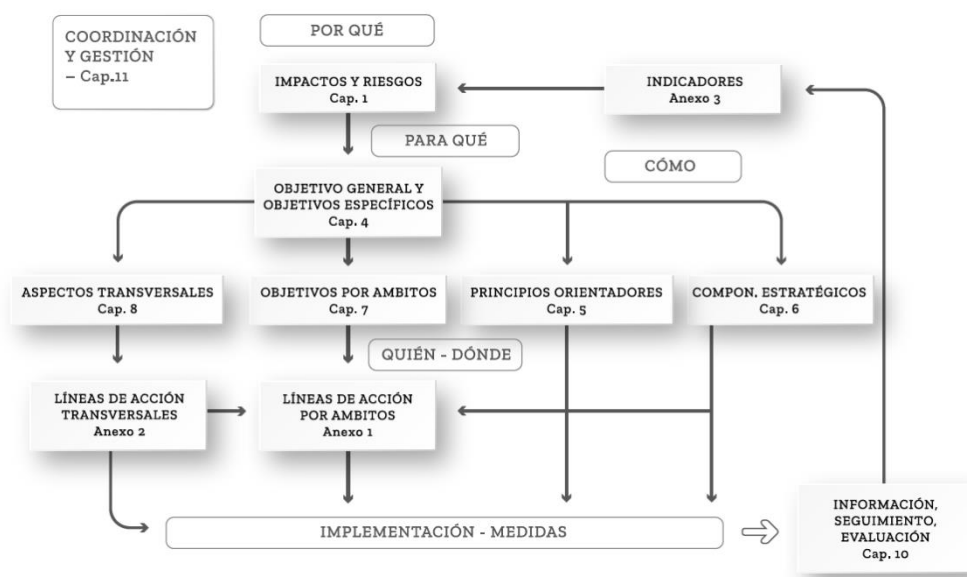 COORDINACIÓN
Y GESTIÓN
– Cap.11
POR QUÉ
IMPACTOS Y RIESGOS
Cap. 1
INDICADORES
Anexo 3
PARA QUÉ
CÓMO
OBJETIVO GENERAL Y
OBJETIVOS ESPECÍFICOS
Cap. 4
ASPECTOS TRANSVERSALES
Cap. 8
OBJETIVOS POR AMBITOS
Cap. 7
PRINCIPIOS ORIENTADORES
Cap. 5
COMPON, ESTRATÉGICOS
Cap. 6
QUIÉN - DÓNDE
LÍNEAS DE ACCIÓN
TRANSVERSALES
Anexo 2
LÍNEAS DE ACCIÓN
POR AMBITOS
Anexo 1
IMPLEMENTACIÓN - MEDIDAS
INFORMACIÓN,
SEGUIMIENTO,
EVALUACIÓN
Cap. 10